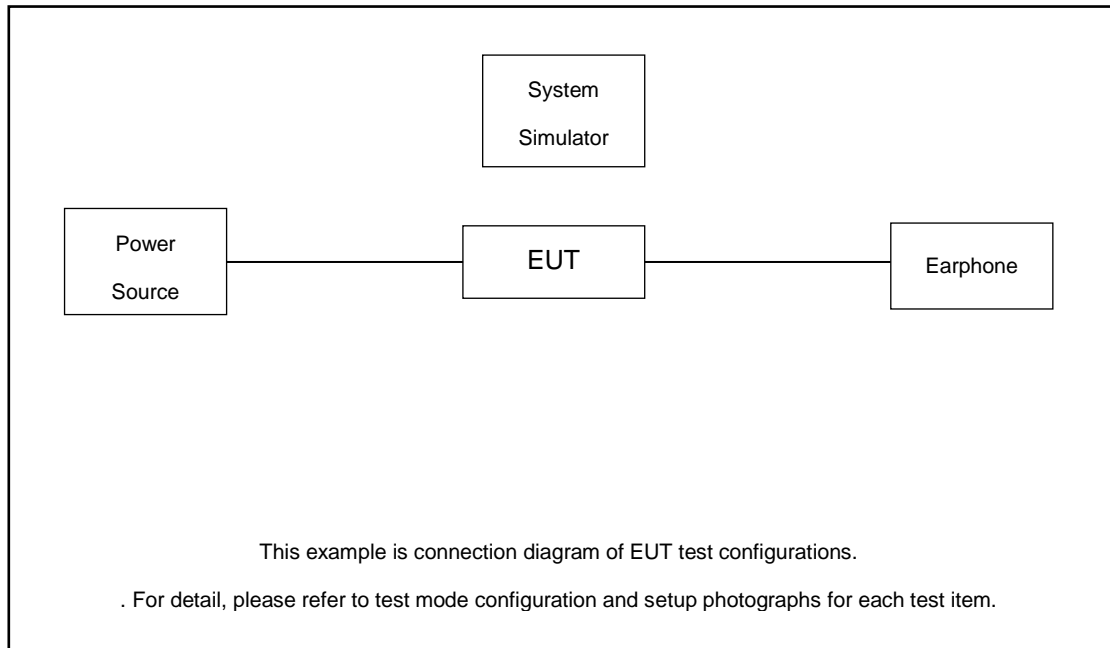 System
Simulator
Power
Source
EUT
Earphone
This example is connection diagram of EUT test configurations.
. For detail, please refer to test mode configuration and setup photographs for each test item.